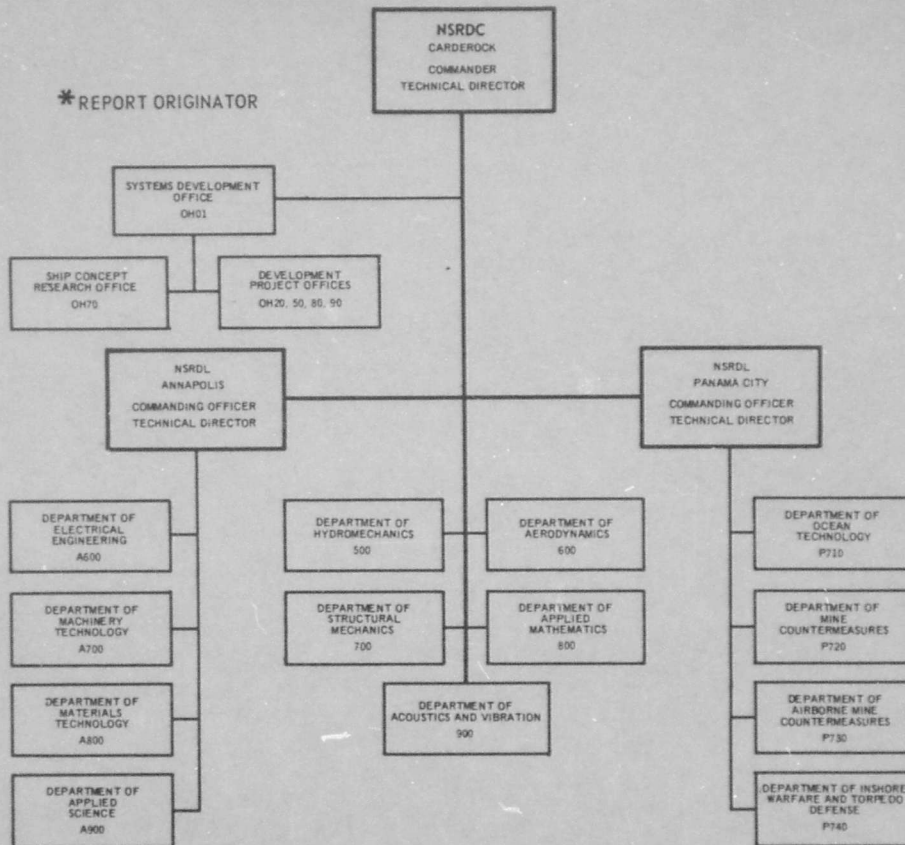 NSRDC
CARDEROCK
COMMANDER
TECHNICAL DIRECTOR
*REPORT ORIGINATOR
SYSTEMS DEVELOPMENT
OFFICE
OH01
SHIP CONCEPT
RESEARCH OFFICE
OH70
DEVELOPMENT
PROJECT OFFICES
OH20, 50, 80, 90
NSRDL
ANNAPOLIS
COMMANDING OFFICER
TECHNICAL DIRECTOR
NSRDL
PANAMA CITY
COMMANDING OFFICER
TECHNICAL DIRECTOR
DEPARTMENT OF
ELECTRICAL
ENGINEERING
A600
DEPARTMENT OF
HYDROMECHANICS
500
DEPARTMENT OF
AERODYNAMICS
600
DEPARTMENT OF
OCEAN
TECHNOLOGY
P710
DEPARTMENT OF
MACHINERY
TECHNOLOGY
A700
DEPARTMENT OF
STRUCTURAL
MECHANICS
700
DEPARTMENT OF
APPLIED
MATHEMATICS
800
DEPARTMENT OF
MINE
COUNTERMEASURES
P720
DEPARTMENT OF
MATERIALS
TECHNOLOGY
A800
DEPARTMENT OF
ACOUSTICS AND VIBRATION
900
DEPARTMENT OF
AIRBORNE MINE
COUNTERMEASURES
P730
DEPARTMENT OF
APPLIED
SCIENCE
A900
DEPARTMENT OF INSHORE
WARFARE AND TORPEDO
DEFENSE
P740